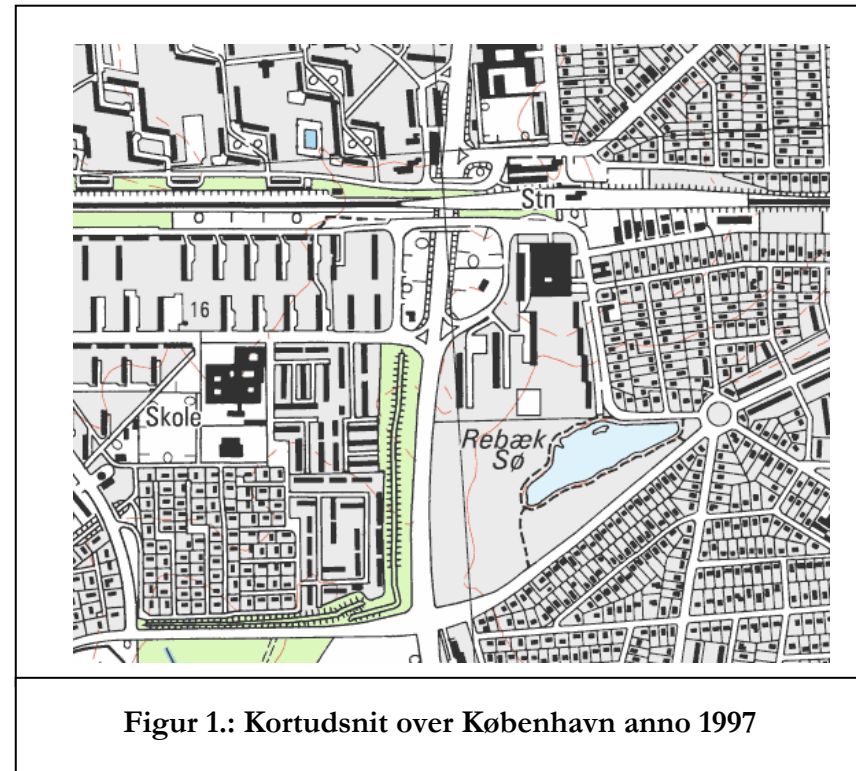 Stn
16
Skole
Rebæk
Sø
Figur 1.: Kortudsnit over København anno 1997